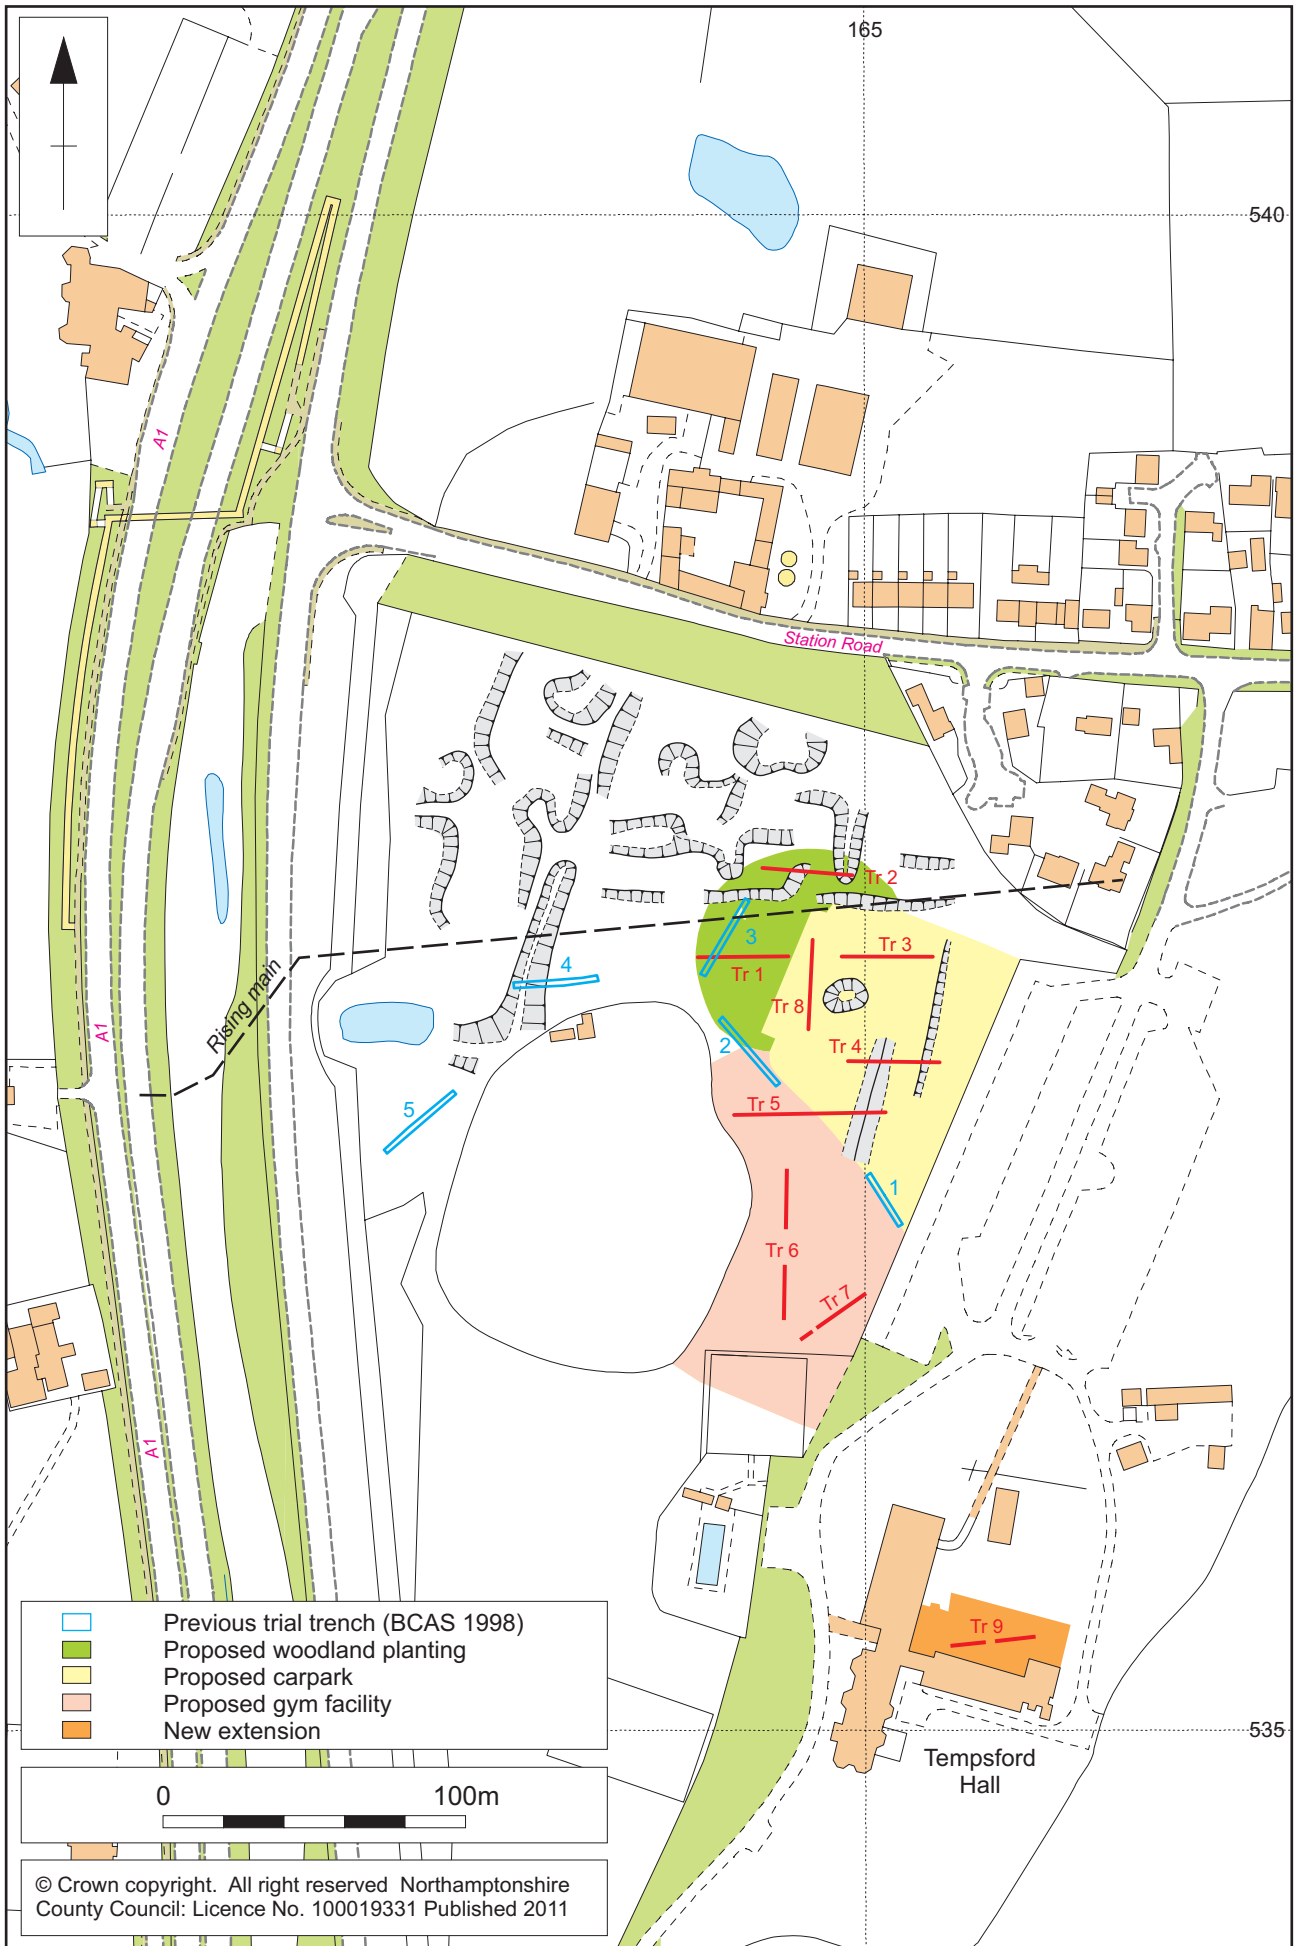 165
540
A1
Station Road
Tr 2
3
Tr 3
4
Tr 1
Rising main
Tr 8
A1
2
Tr 4
5
Tr 5
1
Tr 6
Tr 7
A1
Previous trial trench (BCAS 1998)
Proposed woodland planting
Proposed carpark
Proposed gym facility
New extension
Tr 9
535
Tempsford
Hall
0 100m
© Crown copyright. All right reserved Northamptonshire
County Council: Licence No. 100019331 Published 2011